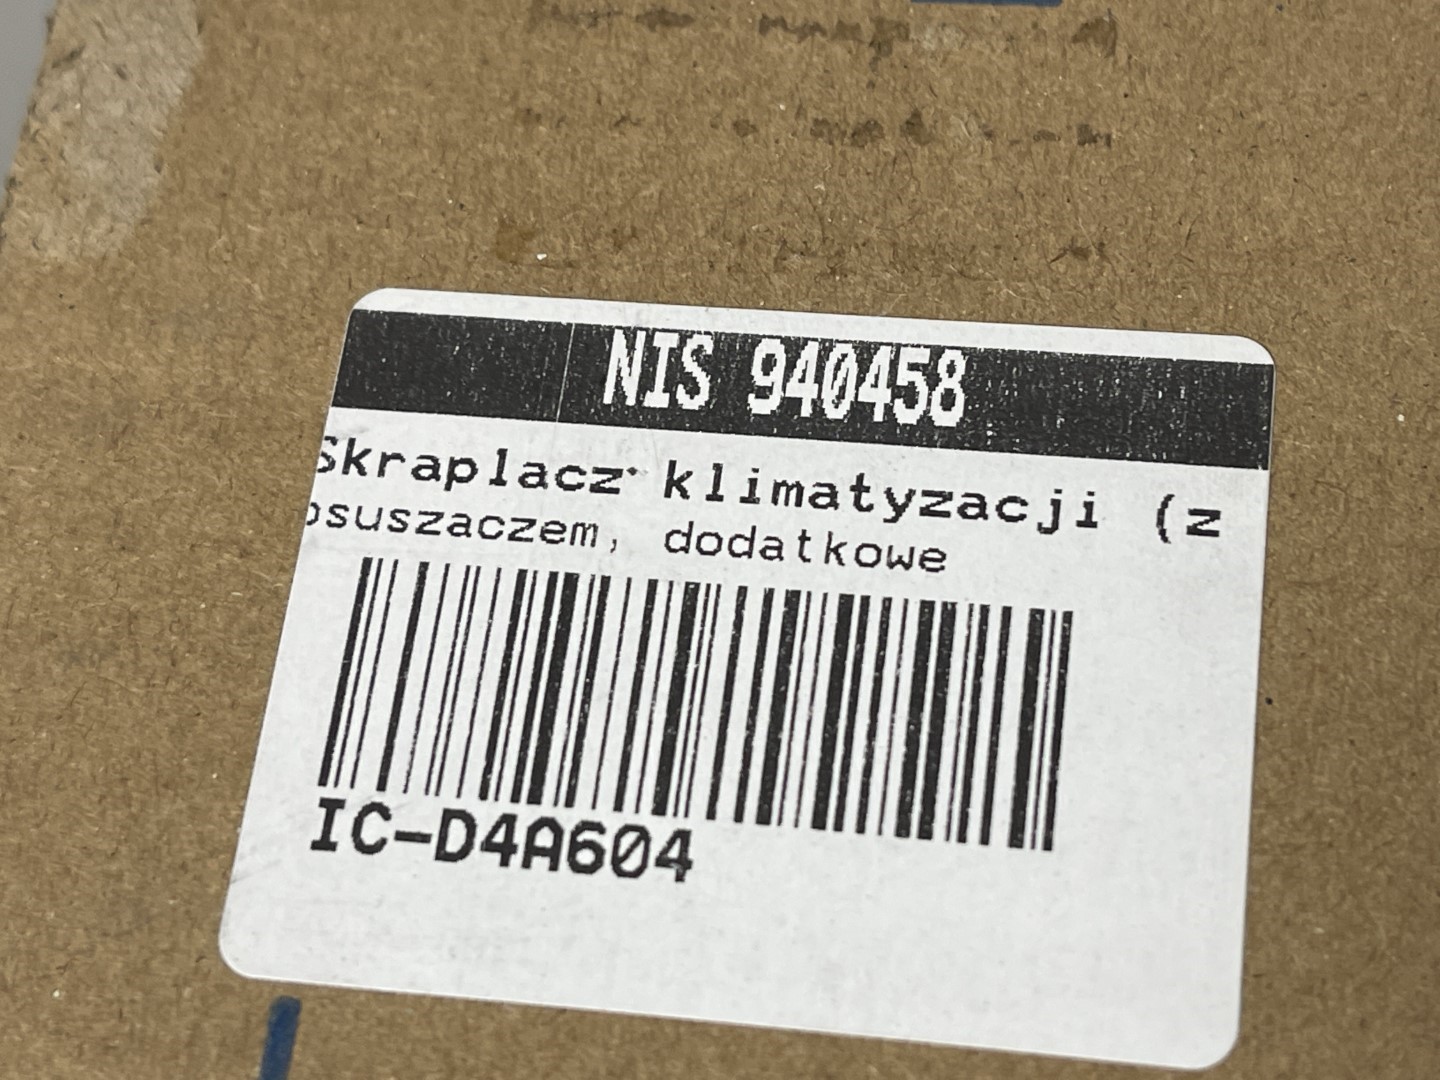 NIS 940458
Skraplacz klimatyzacji (z
osuszaczem, dodatkowe
IC-D4A604